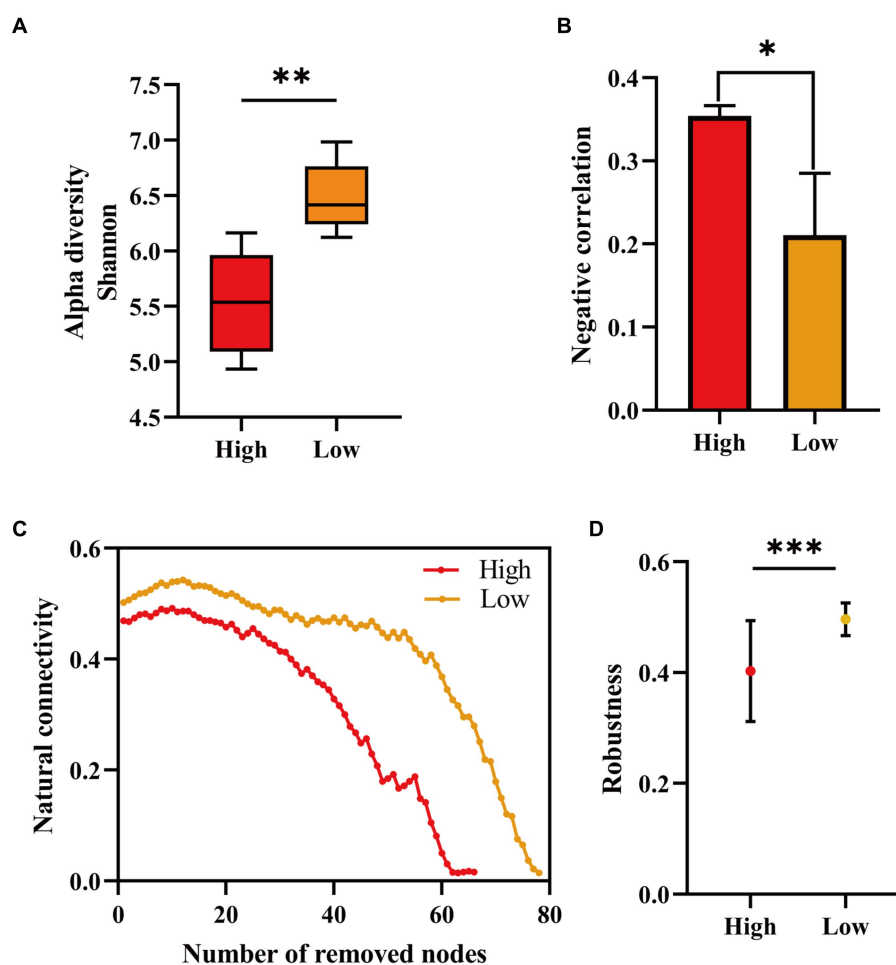 A
**
Alpha diversity
Shannon
7.5
7.0
6.5
6.0
5.5
5.0
4.5
High Low
B
*
Negative correlation
0.4
0.3
0.2
0.1
0.0
High Low
C
Natural connectivity
0.6
0.4
0.2
0.0
High
Low
0 20 40 60 80
Number of removed nodes
D
***
Robustness
0.6
0.4
0.2
0.0
High Low